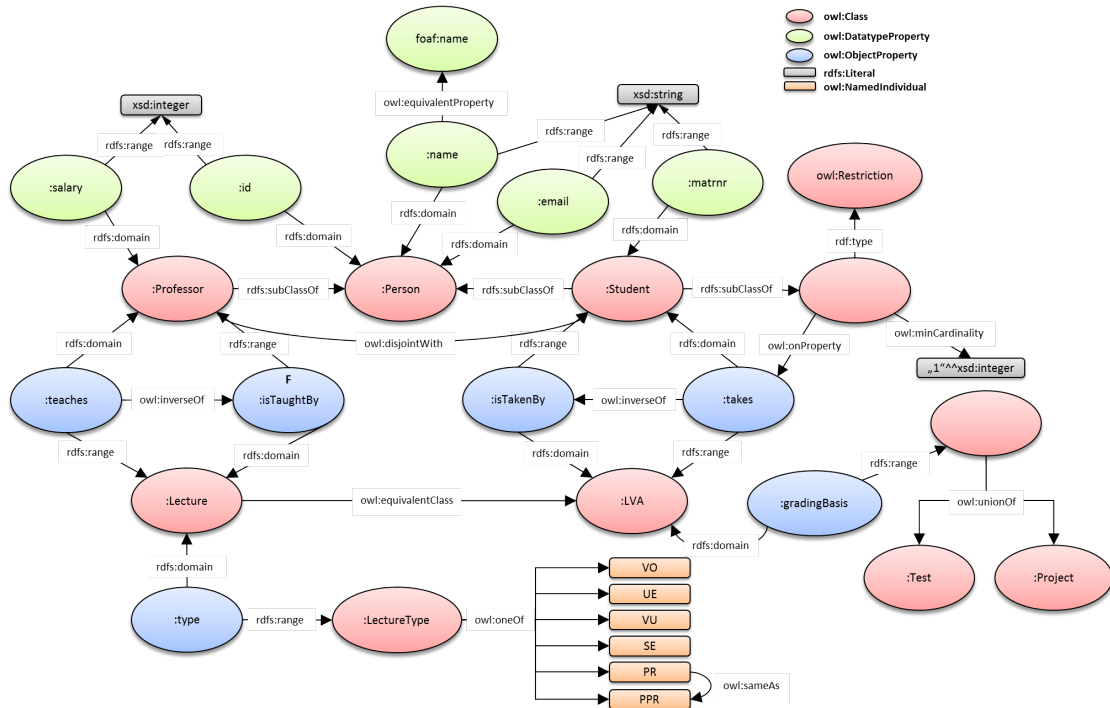 foaf:name
owl:Class
owl:DatatypeProperty
owl:ObjectProperty
rdfs:Literal
owl:NamedIndividual
owl:equivalentProperty
xsd:integer
xsd:string
rdfs:range
rdfs:range
rdfs:range
rdfs:range
rdfs:range
:salary
:id
:name
:email
:matrnr
owl:Restriction
rdfs:domain
rdfs:domain
rdfs:domain
rdfs:domain
rdfs:domain
rdf:type
:Professor
rdfs:subClassOf
:Person
rdfs:subClassOf
:Student
rdfs:subClassOf
owl:minCardinality
rdfs:domain
rdfs:range
owl:disjointWith
rdfs:range
rdfs:domain
owl:onProperty
„1“^^xsd:integer
F
:teaches
owl:inverseOf
:isTaughtBy
:isTakenBy
owl:inverseOf
:takes
rdfs:range
rdfs:domain
rdfs:domain
rdfs:range
rdfs:range
:Lecture
owl:equivalentClass
:LVA
:gradingBasis
owl:unionOf
rdfs:domain
rdfs:domain
VO
:Test
:Project
UE
:type
rdfs:range
:LectureType
owl:oneOf
VU
SE
PR
owl:sameAs
PPR